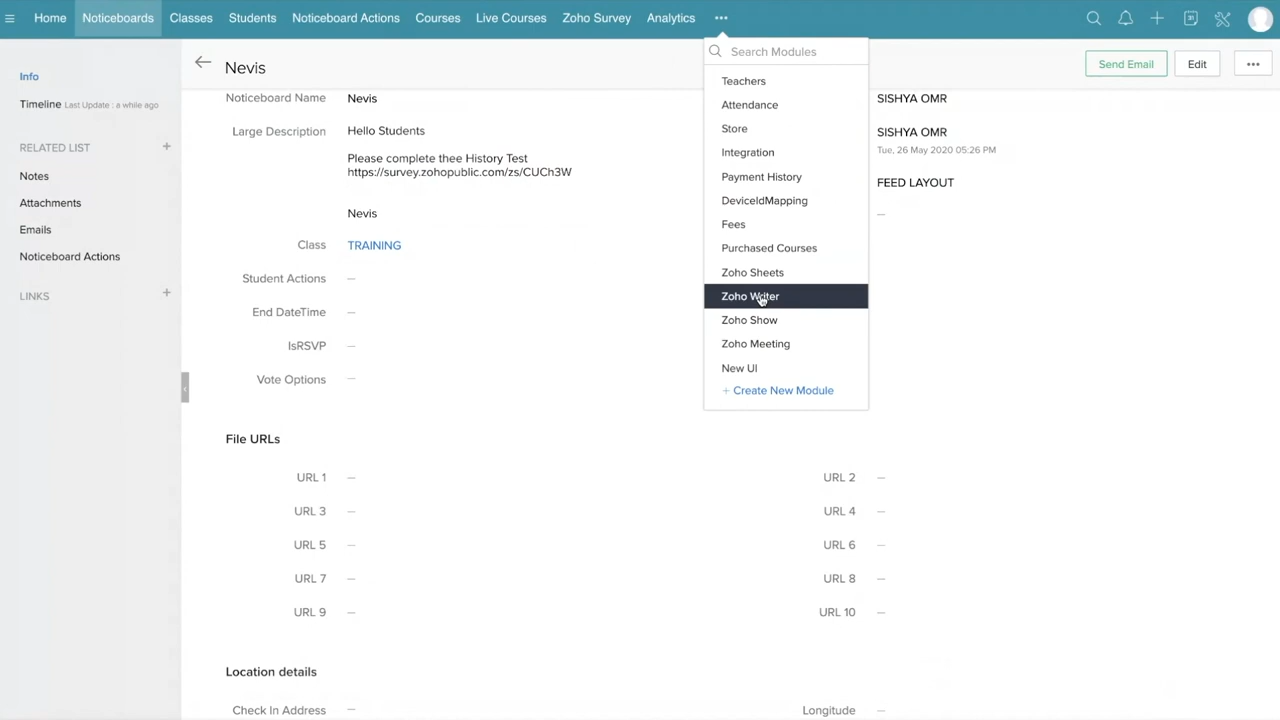 Home Noticeboards Classes Students Noticeboard Actions Courses Live Courses Zoho Survey Analytics
Nevis
Send Email Edit
Info
Timeline Last Update : a while ago
RELATED LIST
Notes
Attachments
Emails
Noticeboard Actions
LINKS
Noticeboard Name Nevis
Large Description Hello Students
Please complete thee History Test
https://survey.zohopublic.com/zs/CUCh3W
Nevis
Class TRAINING
Student Actions —
End DateTime —
IsRSVP —
Vote Options —
Search Modules
Teachers
Attendance
Store
Integration
Payment History
DeviceIdMapping
Fees
Purchased Courses
Zoho Sheets
Zoho Writer
Zoho Show
Zoho Meeting
New UI
+ Create New Module
SISHYA OMR
SISHYA OMR
Tue, 26 May 2020 05:26 PM
FEED LAYOUT
—
File URLs
URL 1 — URL 2 —
URL 3 — URL 4 —
URL 5 — URL 6 —
URL 7 — URL 8 —
URL 9 — URL 10 —
Location details
Check In Address — Longitude —